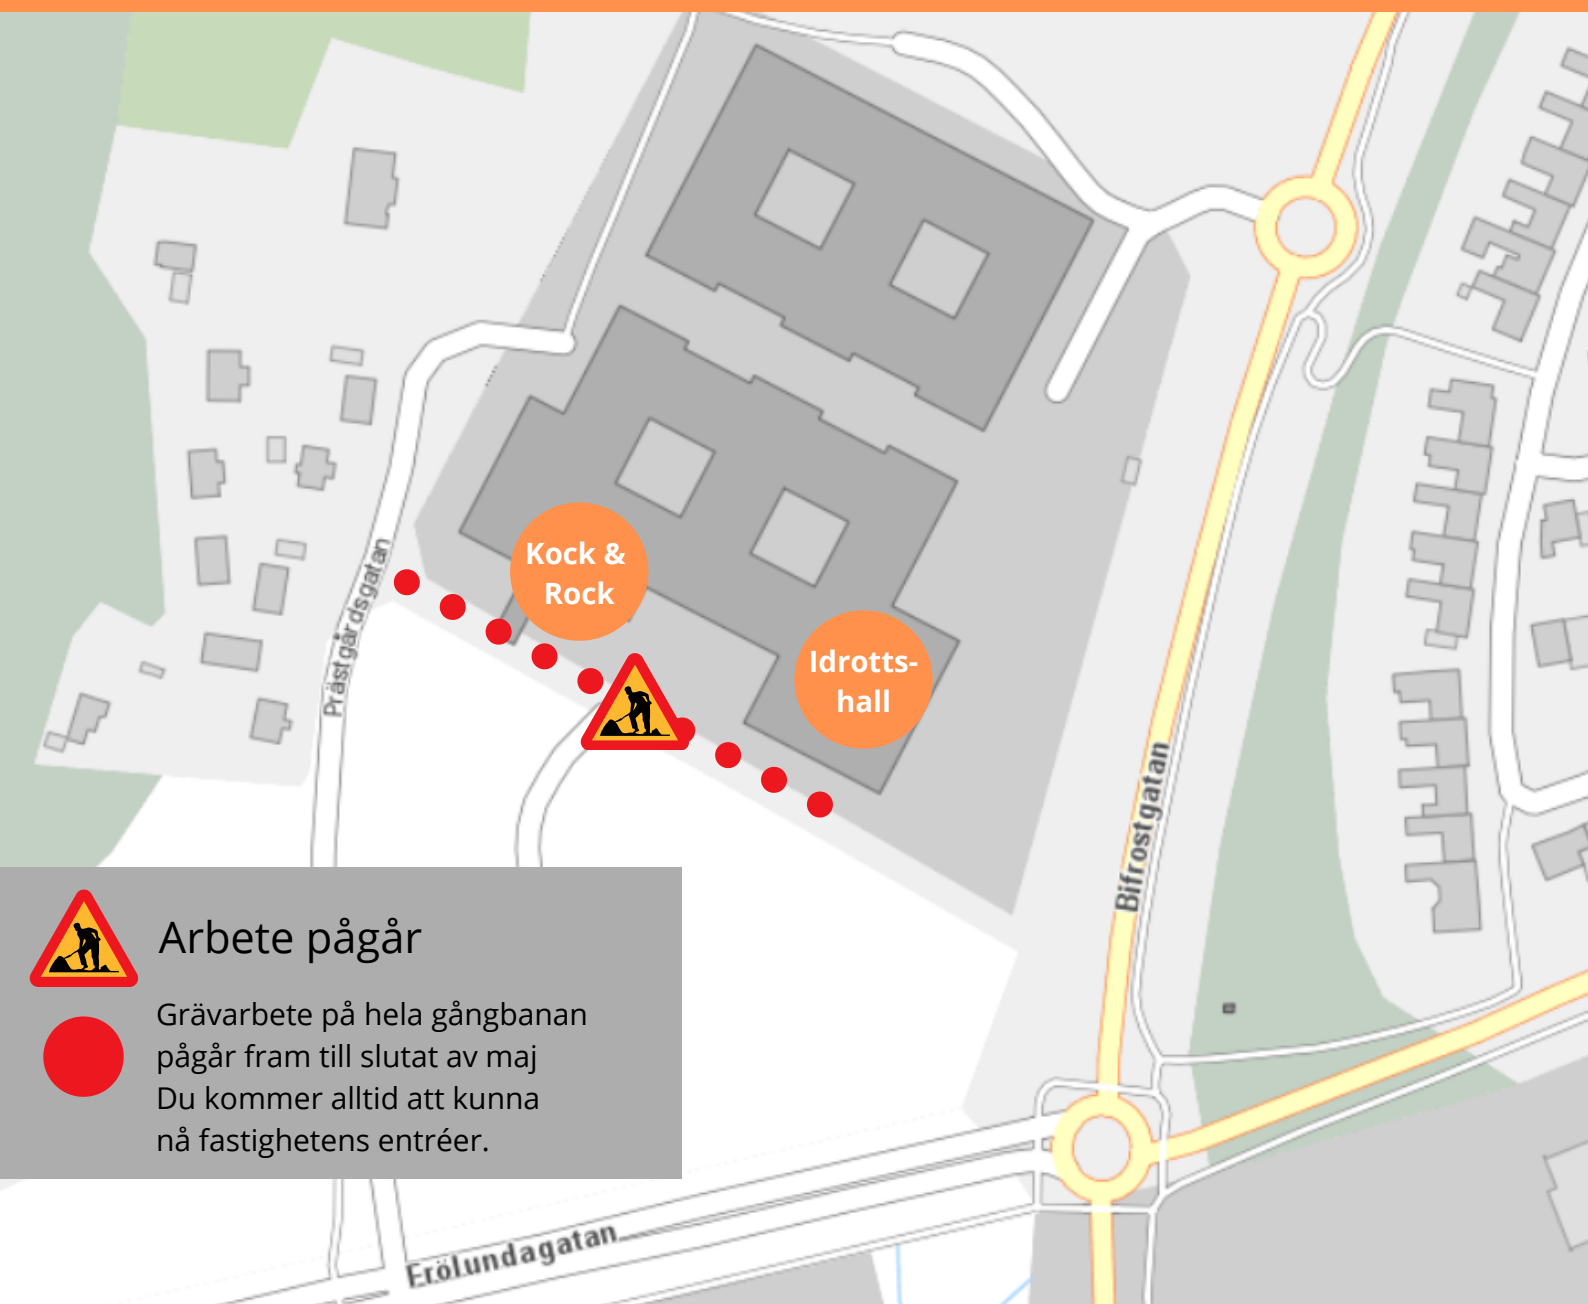 Kock &
Rock
Idrotts-
hall
Prästgårdsgatan
Bifrostgatan
Arbete pågår
Grävarbete på hela gångbanan
pågår fram till slutat av maj
Du kommer alltid att kunna
nå fastighetens entréer.
Frölundagatan